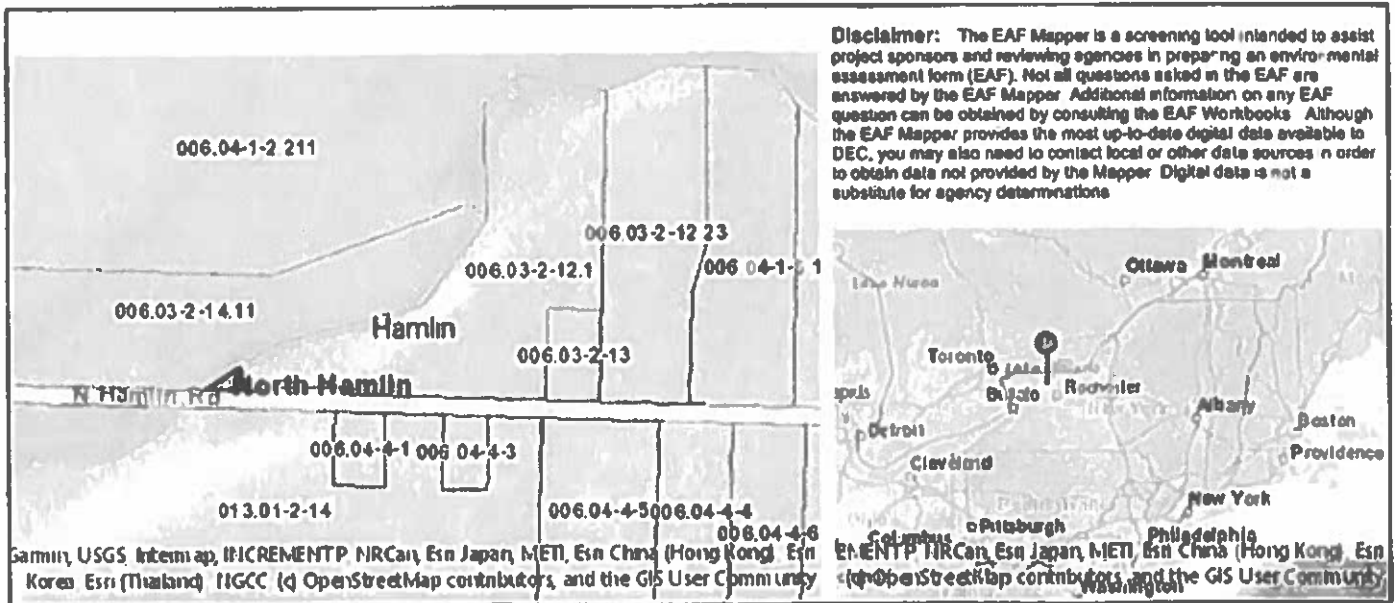 Disclaimer: The EAF Mapper is a screening tool intended to assist
project sponsors and reviewing agencies in preparing an environmental
assessment form (EAF). Not all questions asked in the EAF are
answered by the EAF Mapper. Additional information on any EAF
question can be obtained by consulting the EAF Workbooks. Although
the EAF Mapper provides the most up-to-date digital data available to
DEC, you may also need to contact local or other data sources in order
to obtain data not provided by the Mapper. Digital data is not a
substitute for agency determinations.
006.04-1-2.211
006.03-2-12.23
006.03-2-12.1
006.03-2-14.11
Hamlin
006.03-2-13
North Hamlin
N Hamlin Rd
006.04-4-1 006.04-4-3
013.01-2-14
006.04-4-5 006.04-4-4
006.04-4-6
Garmin, USGS, Intermap, INCREMENT P, NRCan, Esri Japan, METI, Esri China (Hong Kong), Esri
Korea, Esri (Thailand), NGCC, (c) OpenStreetMap contributors, and the GIS User Community
Ottawa Montreal
Lake Huron
Toronto
Rochester
Buffalo
Albany
Boston
Detroit
Providence
Cleveland
New York
Pittsburgh
Philadelphia
Columbus
EMENT P, NRCan, Esri Japan, METI, Esri China (Hong Kong), Esri
(c) OpenStreetMap contributors, and the GIS User Community
Washington